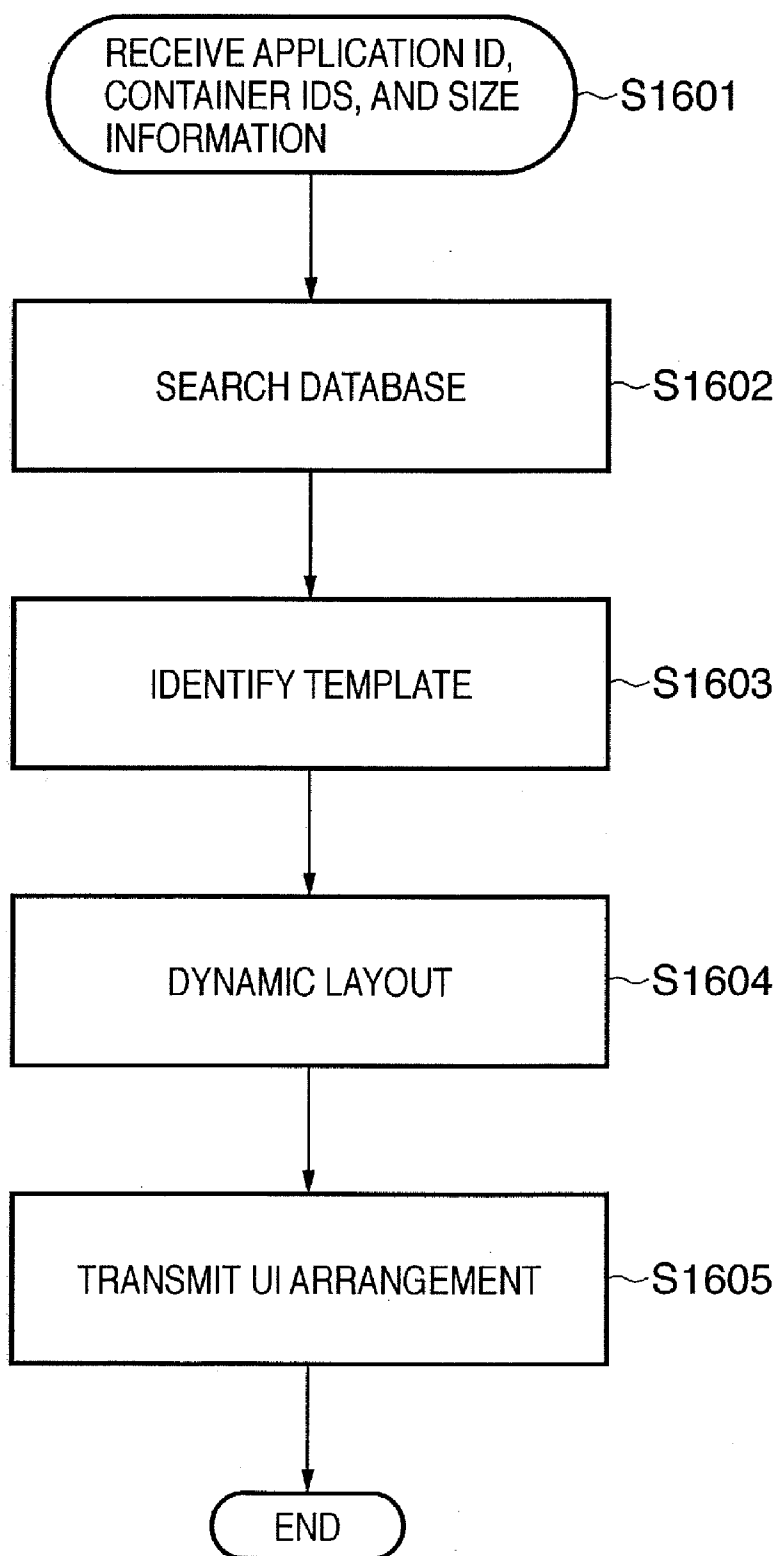 RECEIVE APPLICATION ID,
CONTAINER IDS, AND SIZE
INFORMATION
S1601
SEARCH DATABASE
S1602
IDENTIFY TEMPLATE
S1603
DYNAMIC LAYOUT
S1604
TRANSMIT UI ARRANGEMENT
S1605
END